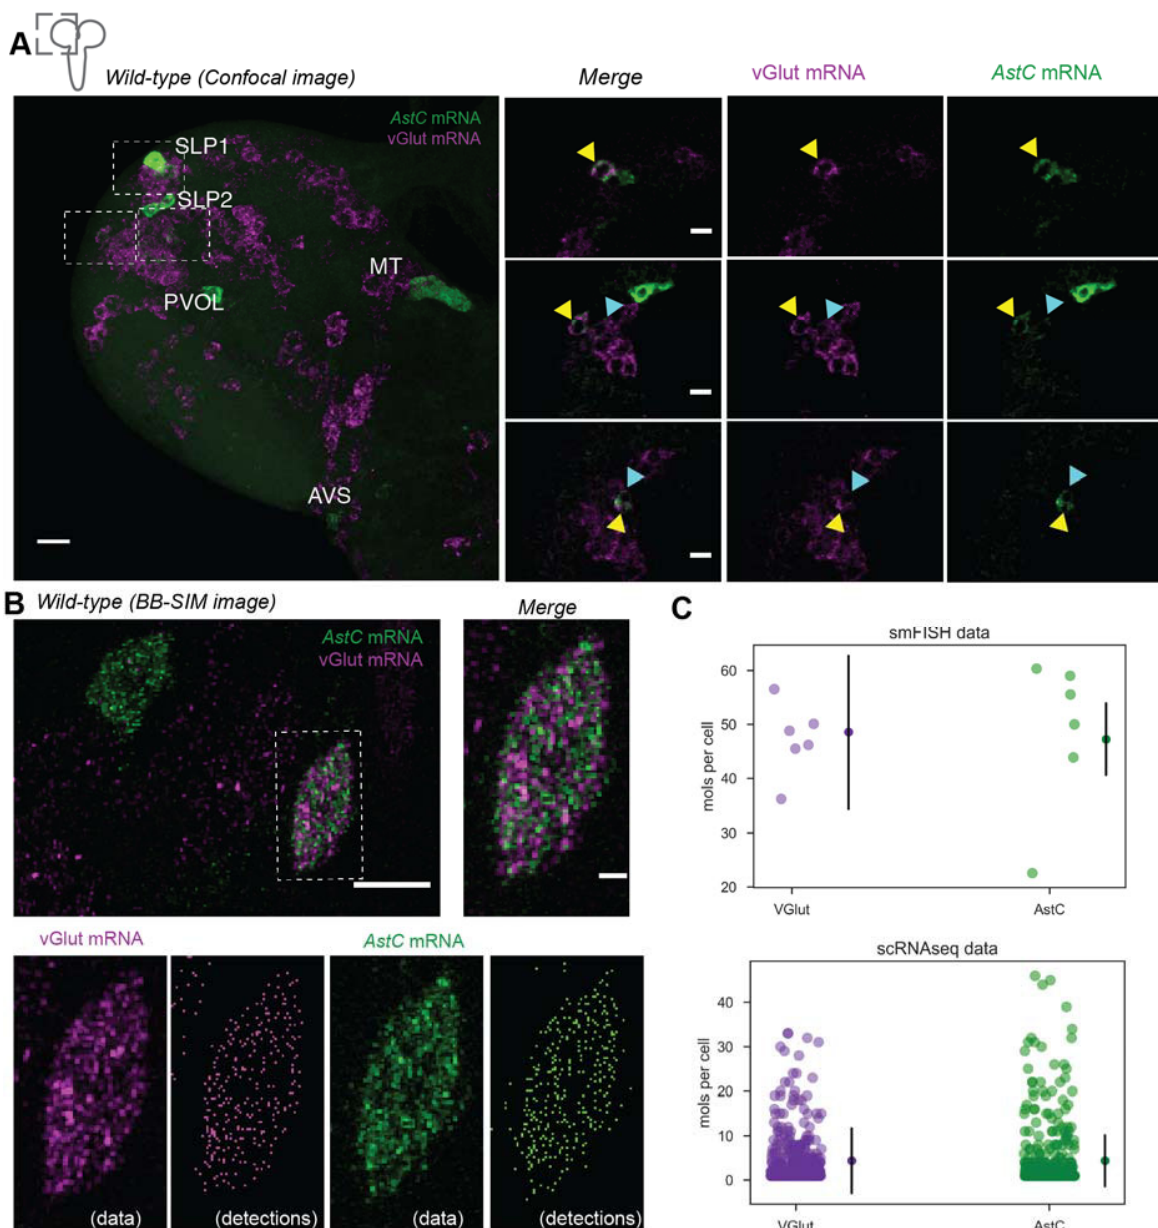 A
Wild-type (Confocal image)
Merge
vGlut mRNA
AstC mRNA
AstC mRNA
vGlut mRNA
SLP1
SLP2
MT
PVOL
AVS
B
Wild-type (BB-SIM image)
Merge
AstC mRNA
vGlut mRNA
vGlut mRNA
AstC mRNA
(data)
(detections)
(data)
(detections)
C
smFISH data
mols per cell
60
50
40
30
20
VGlut
AstC
scRNAseq data
mols per cell
40
30
20
10
0
VGlut
AstC